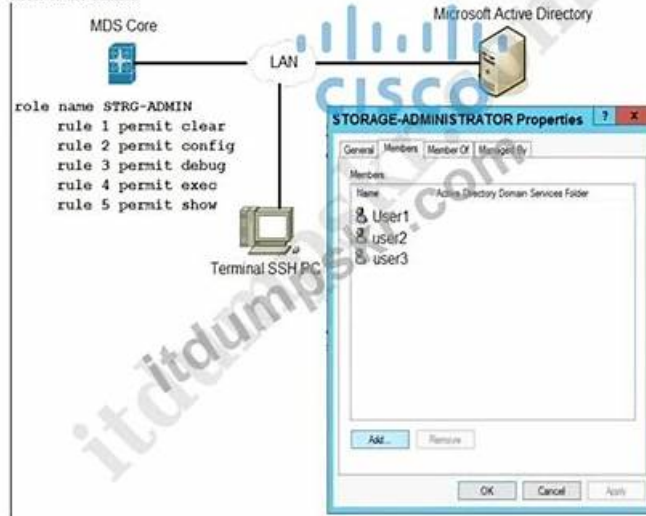 MDS Core
Microsoft Active Directory
LAN
CISCO
role name STRG-ADMIN
rule 1 permit clear
rule 2 permit config
rule 3 permit debug
rule 4 permit exec
rule 5 permit show
Terminal SSH PC
STORAGE-ADMINISTRATOR Properties ? X
General Members Member Of Managed By
Members
Name Active Directory Domain Services Folder
User1
user2
user3
Add... Remove
OK Cancel Apply
itdumpskr.com